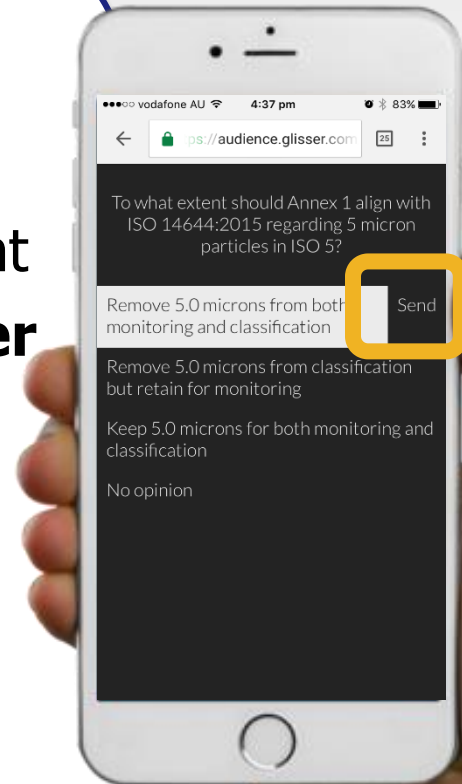 vodafone AU 4:37 pm 83%
ps://audience.glisser.com 25
To what extent should Annex 1 align with
ISO 14644:2015 regarding 5 micron
particles in ISO 5?
Remove 5.0 microns from both Send
monitoring and classification
Remove 5.0 microns from classification
but retain for monitoring
Keep 5.0 microns for both monitoring and
classification
No opinion